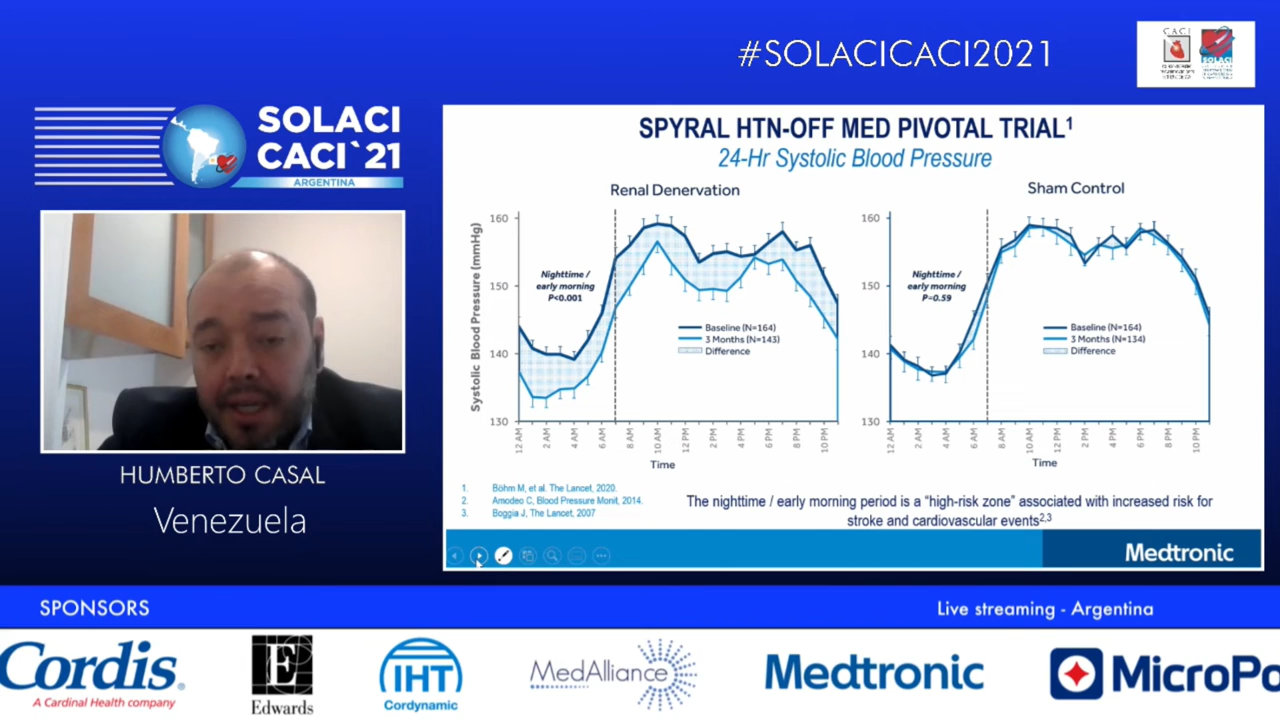 #SOLACICACI2021
CACI
SOLACI
SOLACI
CACI`21
ARGENTINA
HUMBERTO CASAL
Venezuela
SPYRAL HTN-OFF MED PIVOTAL TRIAL1
24-Hr Systolic Blood Pressure
Renal Denervation
Systolic Blood Pressure (mmHg)
160
150
140
130
Nighttime /
early morning
P<0.001
Baseline (N=164)
3 Months (N=143)
Difference
12 AM
2 AM
4 AM
6 AM
8 AM
10 AM
12 PM
2 PM
4 PM
6 PM
8 PM
10 PM
Time
Sham Control
160
150
140
130
Nighttime /
early morning
P=0.59
Baseline (N=164)
3 Months (N=134)
Difference
12 AM
2 AM
4 AM
6 AM
8 AM
10 AM
12 PM
2 PM
4 PM
6 PM
8 PM
10 PM
Time
1. Böhm M, et al. The Lancet, 2020.
2. Amodeo C, Blood Pressure Monit, 2014.
3. Boggia J, The Lancet, 2007
The nighttime / early morning period is a “high-risk zone” associated with increased risk for
stroke and cardiovascular events2,3
Medtronic
SPONSORS
Live streaming - Argentina
Cordis
A Cardinal Health company
E
Edwards
IHT
Cordynamic
MedAlliance
Medtronic
MicroPo